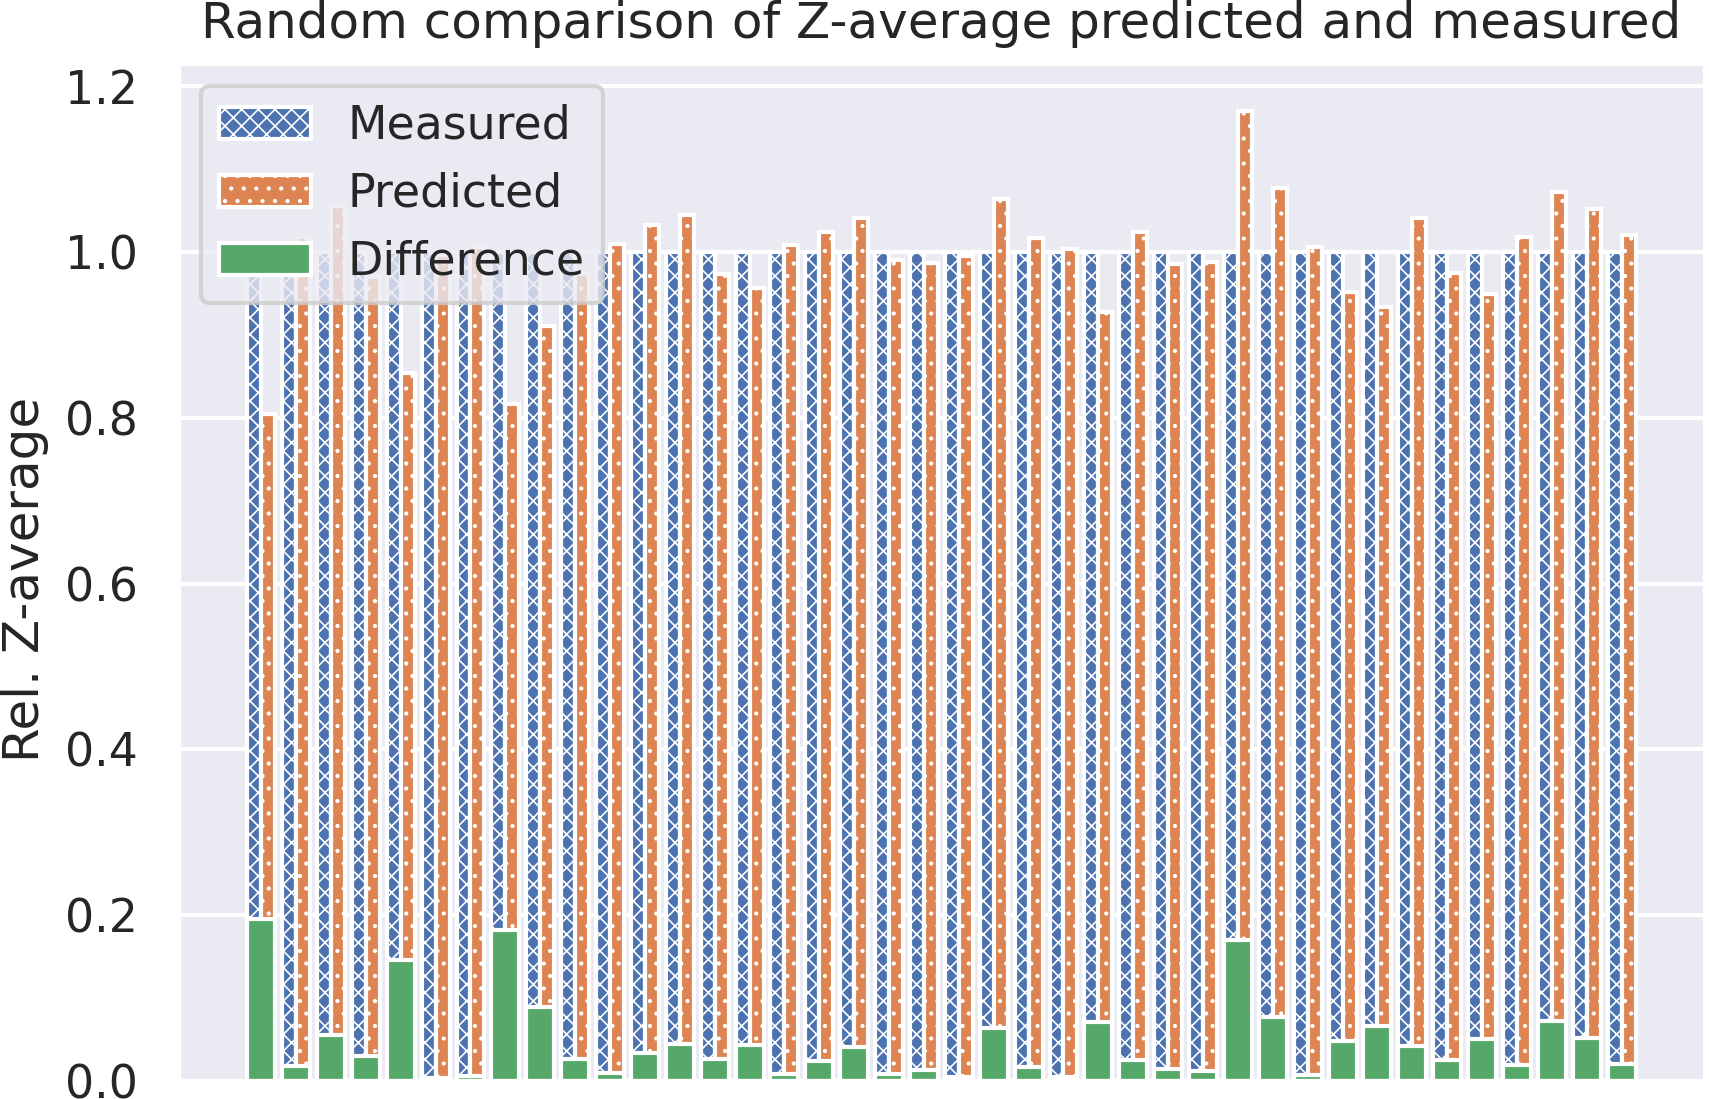 Random comparison of Z-average predicted and measured
1.2
1.0
0.8
0.6
0.4
0.2
0.0
Rel. Z-average
Measured
Predicted
Difference